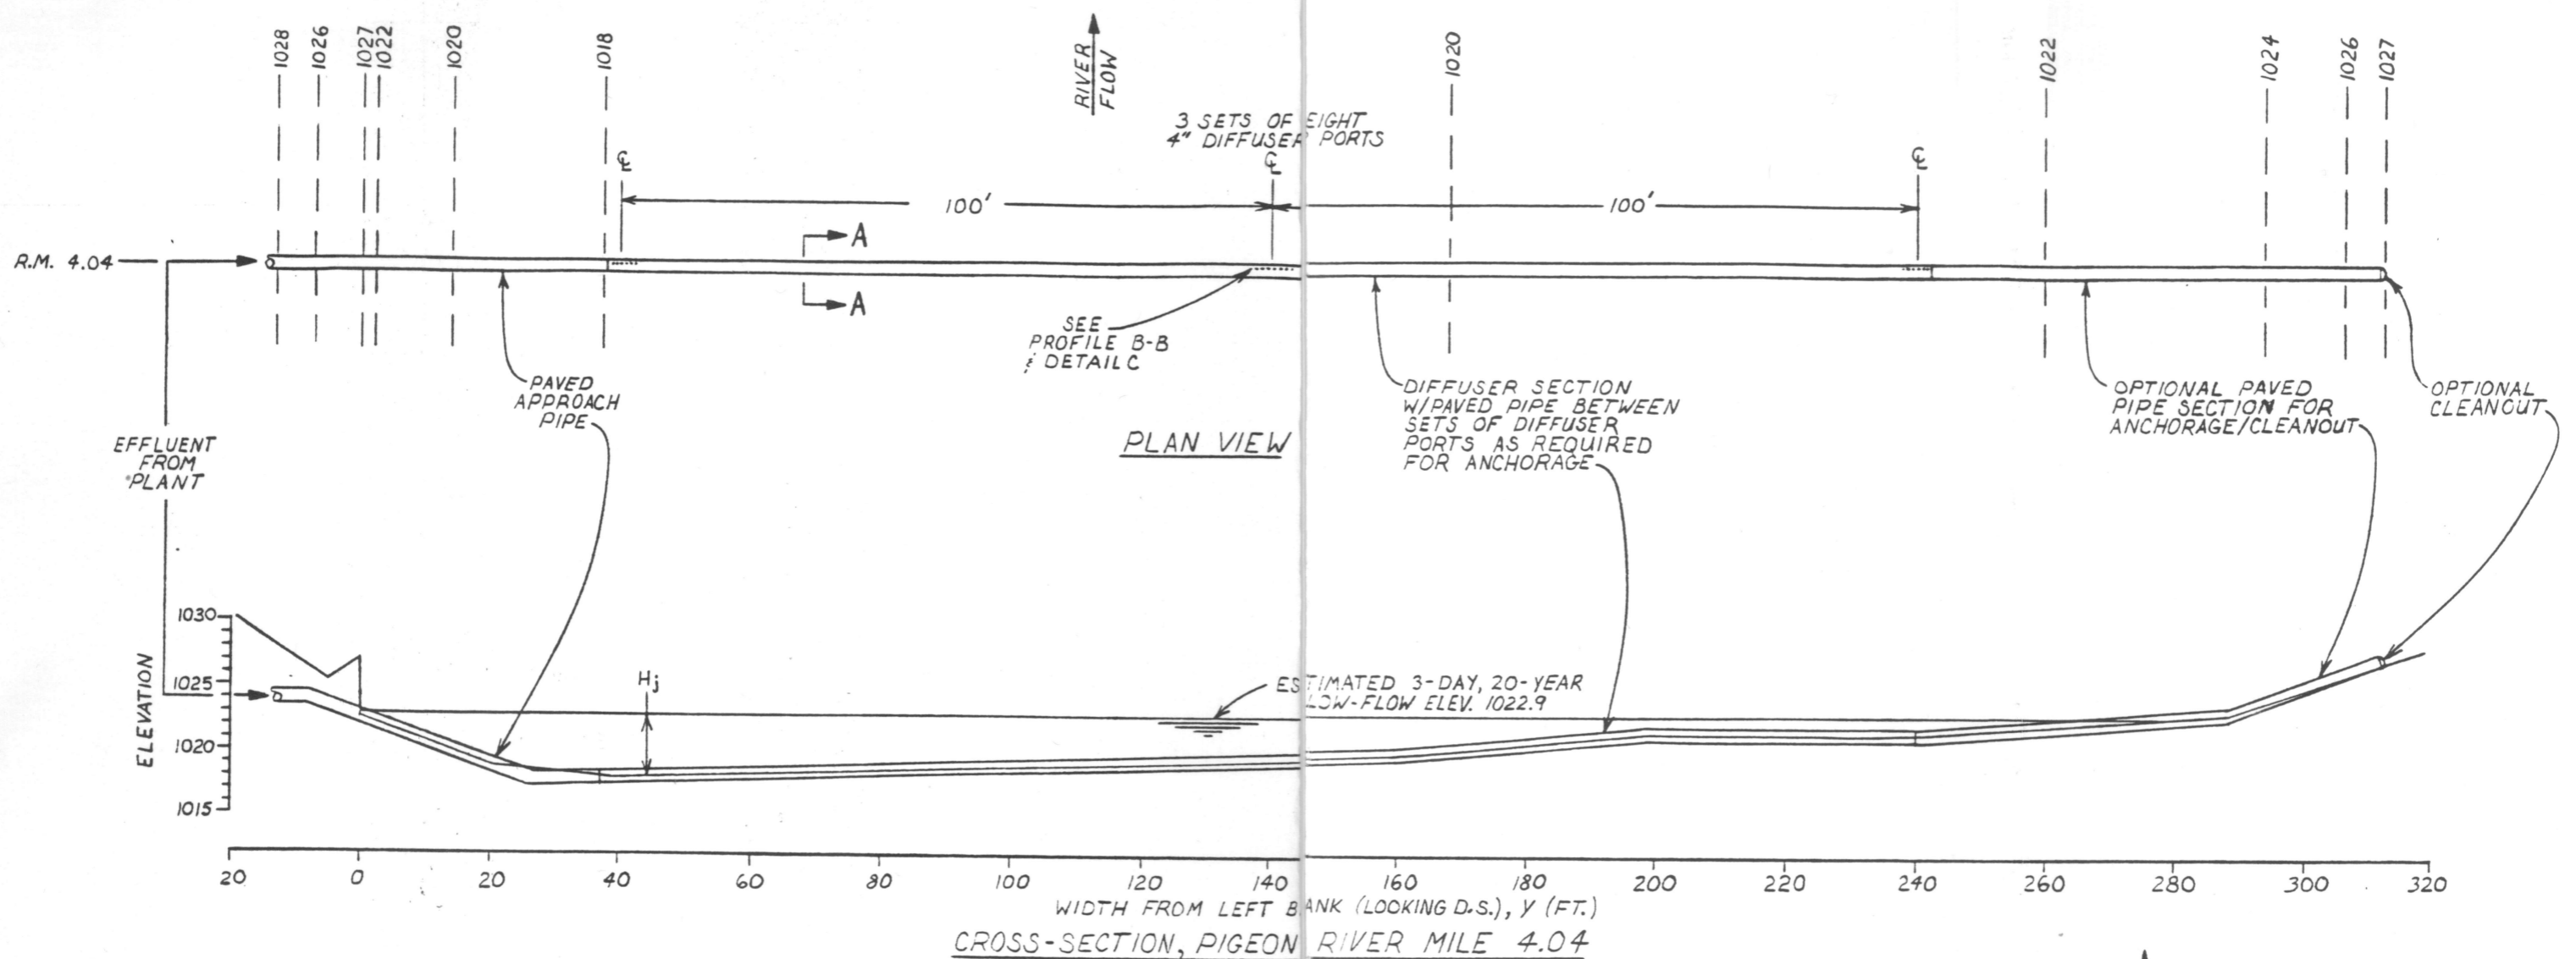 1028
1026
1027
1022
1020
1018
RIVER
FLOW
1020
1022
1024
1026
1027
3 SETS OF EIGHT
4" DIFFUSER PORTS
℄
℄
℄
100'
100'
A
A
R.M. 4.04
SEE
PROFILE B-B
& DETAIL C
PAVED
APPROACH
PIPE
DIFFUSER SECTION
W/PAVED PIPE BETWEEN
SETS OF DIFFUSER
PORTS AS REQUIRED
FOR ANCHORAGE
OPTIONAL PAVED
PIPE SECTION FOR
ANCHORAGE/CLEANOUT
OPTIONAL
CLEANOUT
EFFLUENT
FROM
PLANT
PLAN VIEW
ELEVATION
1030
1025
1020
1015
Hj
ESTIMATED 3-DAY, 20-YEAR
LOW-FLOW ELEV. 1022.9
20 0 20 40 60 80 100 120 140 160 180 200 220 240 260 280 300 320
WIDTH FROM LEFT BANK (LOOKING D.S.), Y (FT.)
CROSS-SECTION, PIGEON RIVER MILE 4.04